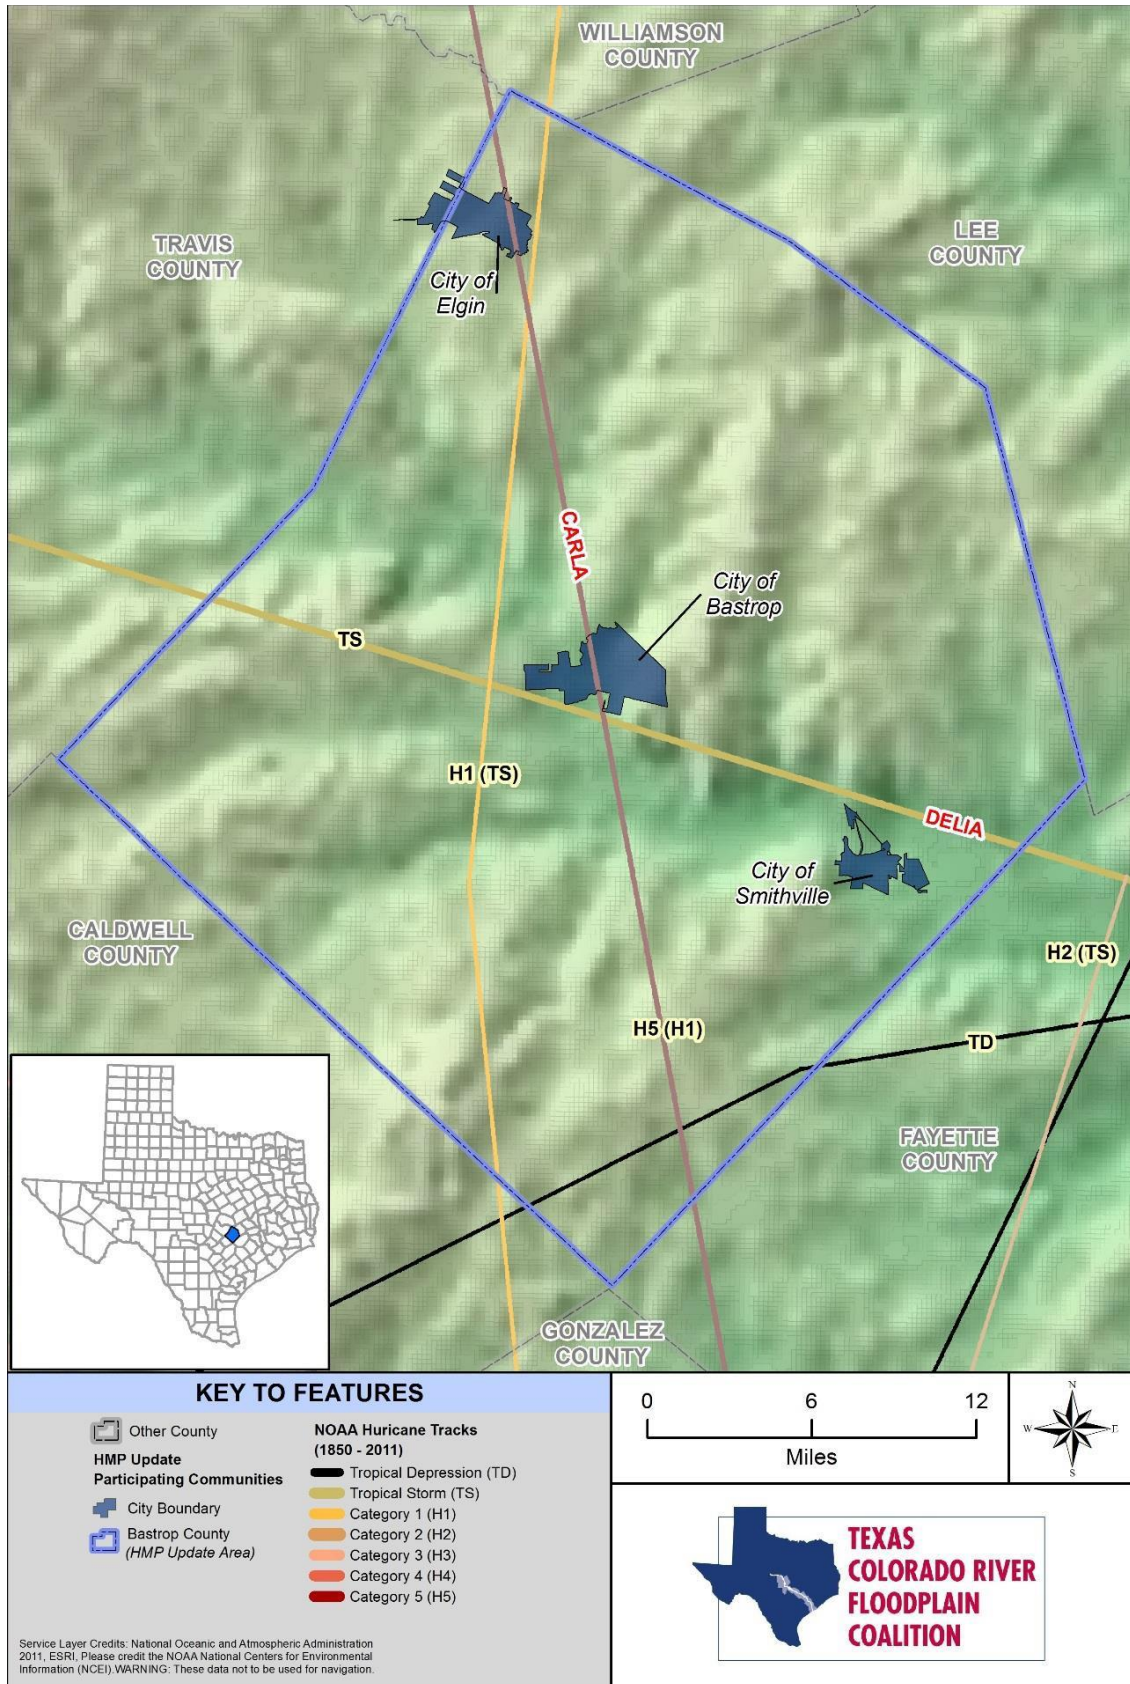 WILLIAMSON
COUNTY
TRAVIS
COUNTY
LEE
COUNTY
City of
Elgin
CARLA
City of
Bastrop
TS
H1 (TS)
DELIA
City of
Smithville
CALDWELL
COUNTY
H2 (TS)
H5 (H1)
TD
FAYETTE
COUNTY
GONZALEZ
COUNTY
KEY TO FEATURES
Other County
HMP Update
Participating Communities
City Boundary
Bastrop County
(HMP Update Area)
NOAA Huricane Tracks
(1850 - 2011)
Tropical Depression (TD)
Tropical Storm (TS)
Category 1 (H1)
Category 2 (H2)
Category 3 (H3)
Category 4 (H4)
Category 5 (H5)
Service Layer Credits: National Oceanic and Atmospheric Administration
2011, ESRI, Please credit the NOAA National Centers for Environmental
Information (NCEI).WARNING: These data not to be used for navigation.
0 6 12
Miles
N
W E
S
TEXAS
COLORADO RIVER
FLOODPLAIN
COALITION